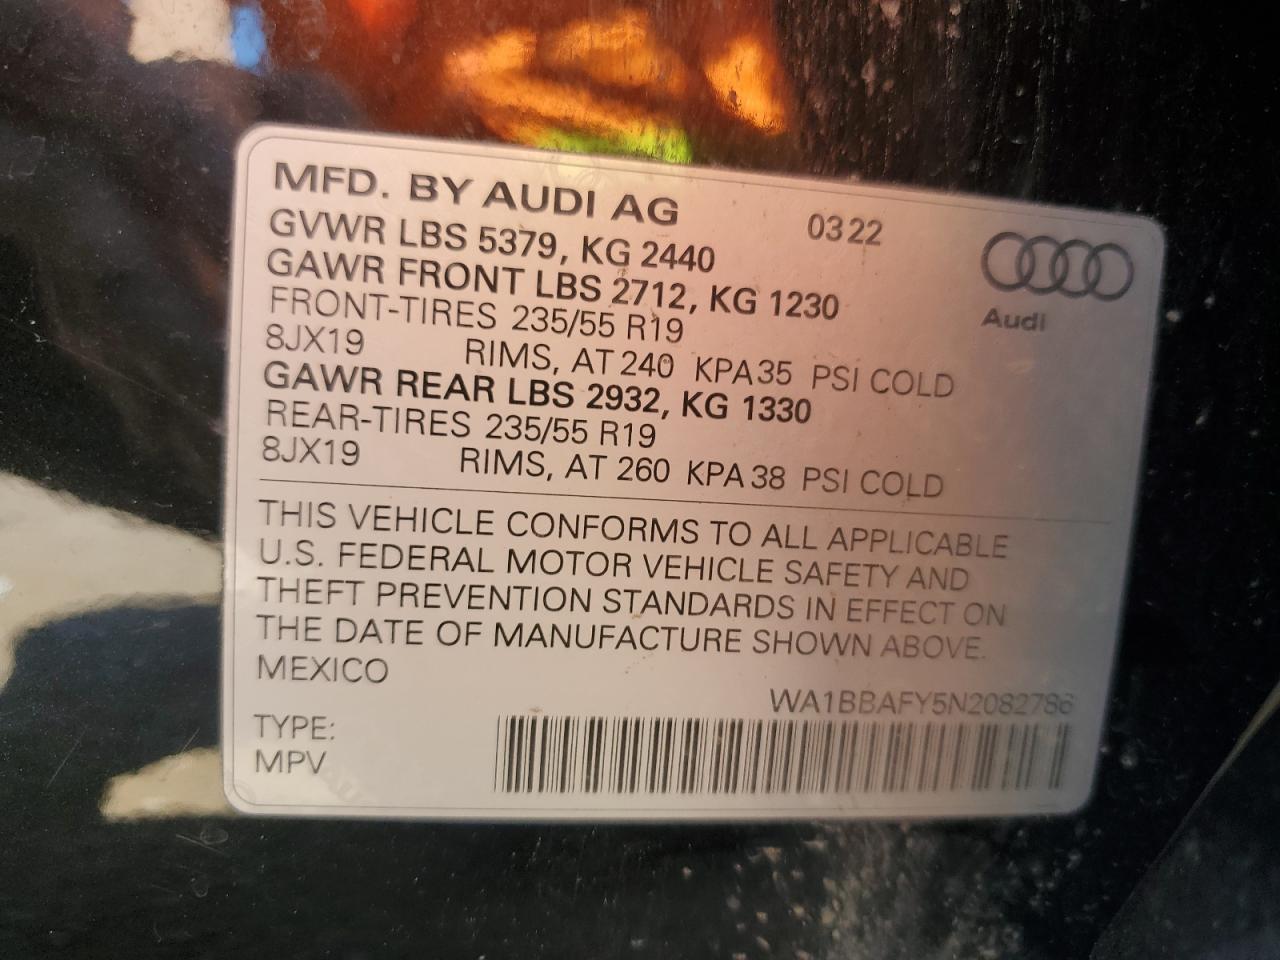 MFD. BY AUDI AG 0322
GVWR LBS 5379, KG 2440
GAWR FRONT LBS 2712, KG 1230
Audi
FRONT-TIRES 235/55 R19
8JX19 RIMS, AT 240 KPA 35 PSI COLD
GAWR REAR LBS 2932, KG 1330
REAR-TIRES 235/55 R19
8JX19 RIMS, AT 260 KPA 38 PSI COLD
THIS VEHICLE CONFORMS TO ALL APPLICABLE
U.S. FEDERAL MOTOR VEHICLE SAFETY AND
THEFT PREVENTION STANDARDS IN EFFECT ON
THE DATE OF MANUFACTURE SHOWN ABOVE.
MEXICO
WA1BBAFY5N2082786
TYPE:
MPV